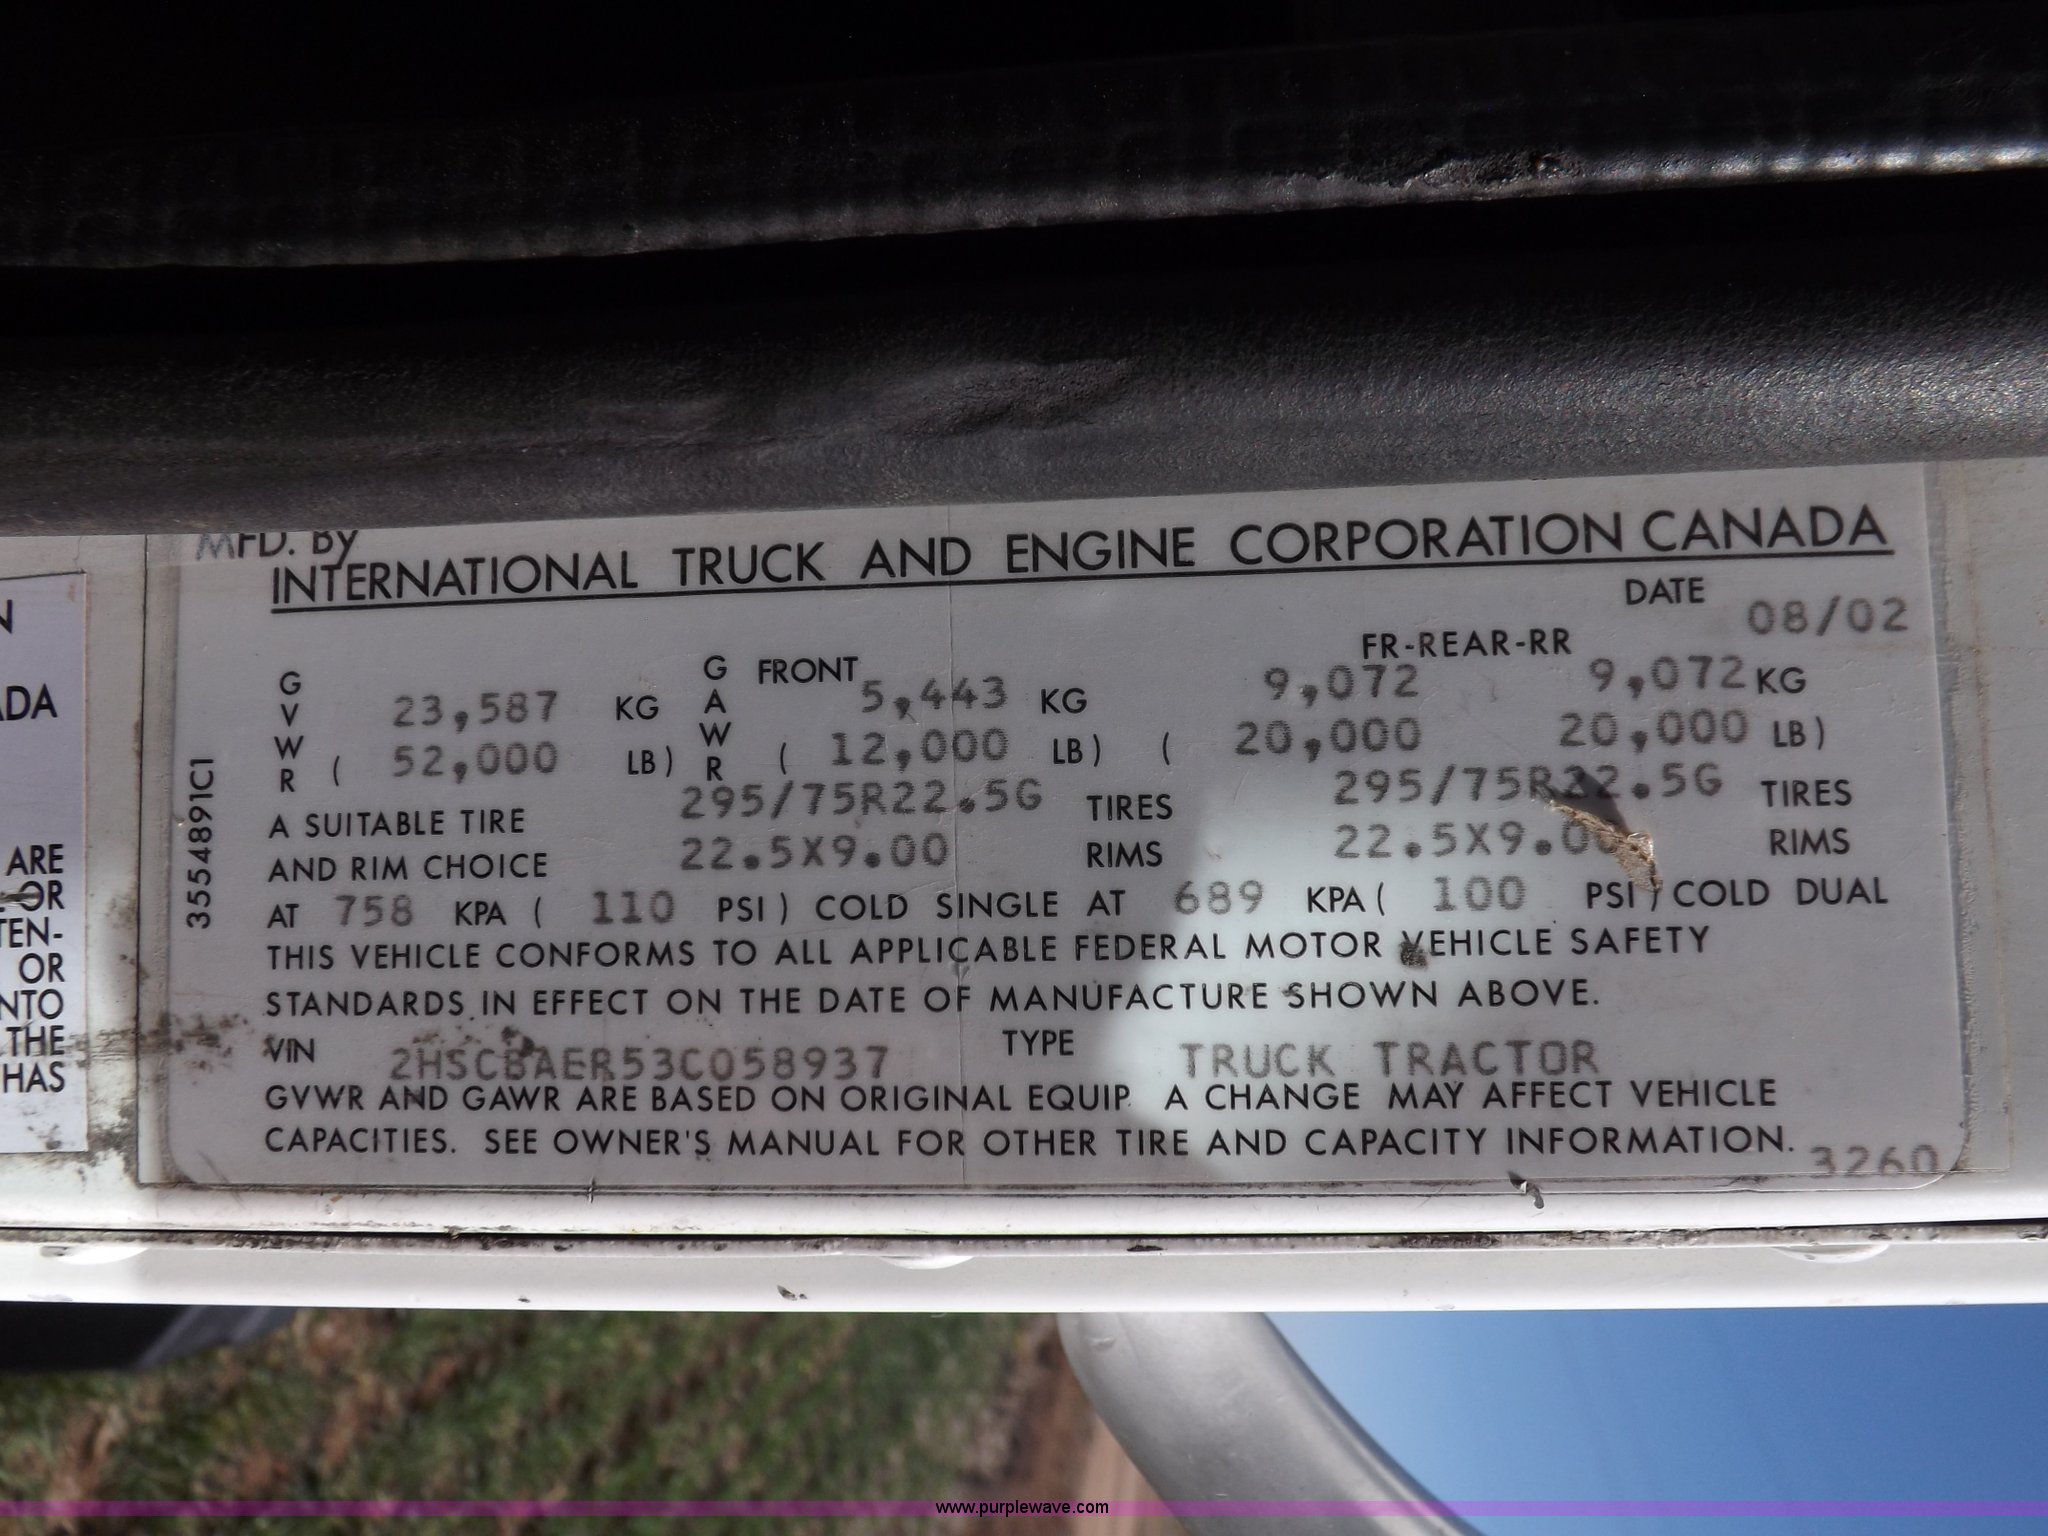 MFD. By
INTERNATIONAL TRUCK AND ENGINE CORPORATION CANADA
DATE 08/02
GVWR 23,587 KG GAWR FRONT 5,443 KG FR-REAR-RR 9,072 9,072 KG
( 52,000 LB) ( 12,000 LB) ( 20,000 20,000 LB)
A SUITABLE TIRE 295/75R22.5G TIRES 295/75R22.5G TIRES
AND RIM CHOICE 22.5X9.00 RIMS 22.5X9.00 RIMS
AT 758 KPA ( 110 PSI) COLD SINGLE AT 689 KPA ( 100 PSI) COLD DUAL
THIS VEHICLE CONFORMS TO ALL APPLICABLE FEDERAL MOTOR VEHICLE SAFETY
STANDARDS IN EFFECT ON THE DATE OF MANUFACTURE SHOWN ABOVE.
VIN 2HSCBAER53C058937 TYPE TRUCK TRACTOR
GVWR AND GAWR ARE BASED ON ORIGINAL EQUIP. A CHANGE MAY AFFECT VEHICLE
CAPACITIES. SEE OWNER'S MANUAL FOR OTHER TIRE AND CAPACITY INFORMATION.
3260
3554891C1
N
ADA
ARE
OR
TEN-
OR
NTO
THE
HAS
www.purplewave.com